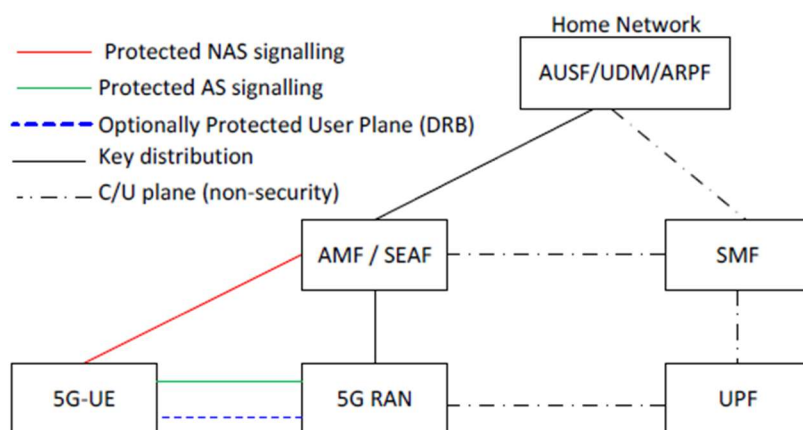 Home Network
Protected NAS signalling
AUSF/UDM/ARPF
Protected AS signalling
Optionally Protected User Plane (DRB)
Key distribution
C/U plane (non-security)
AMF / SEAF
SMF
5G-UE
5G RAN
UPF